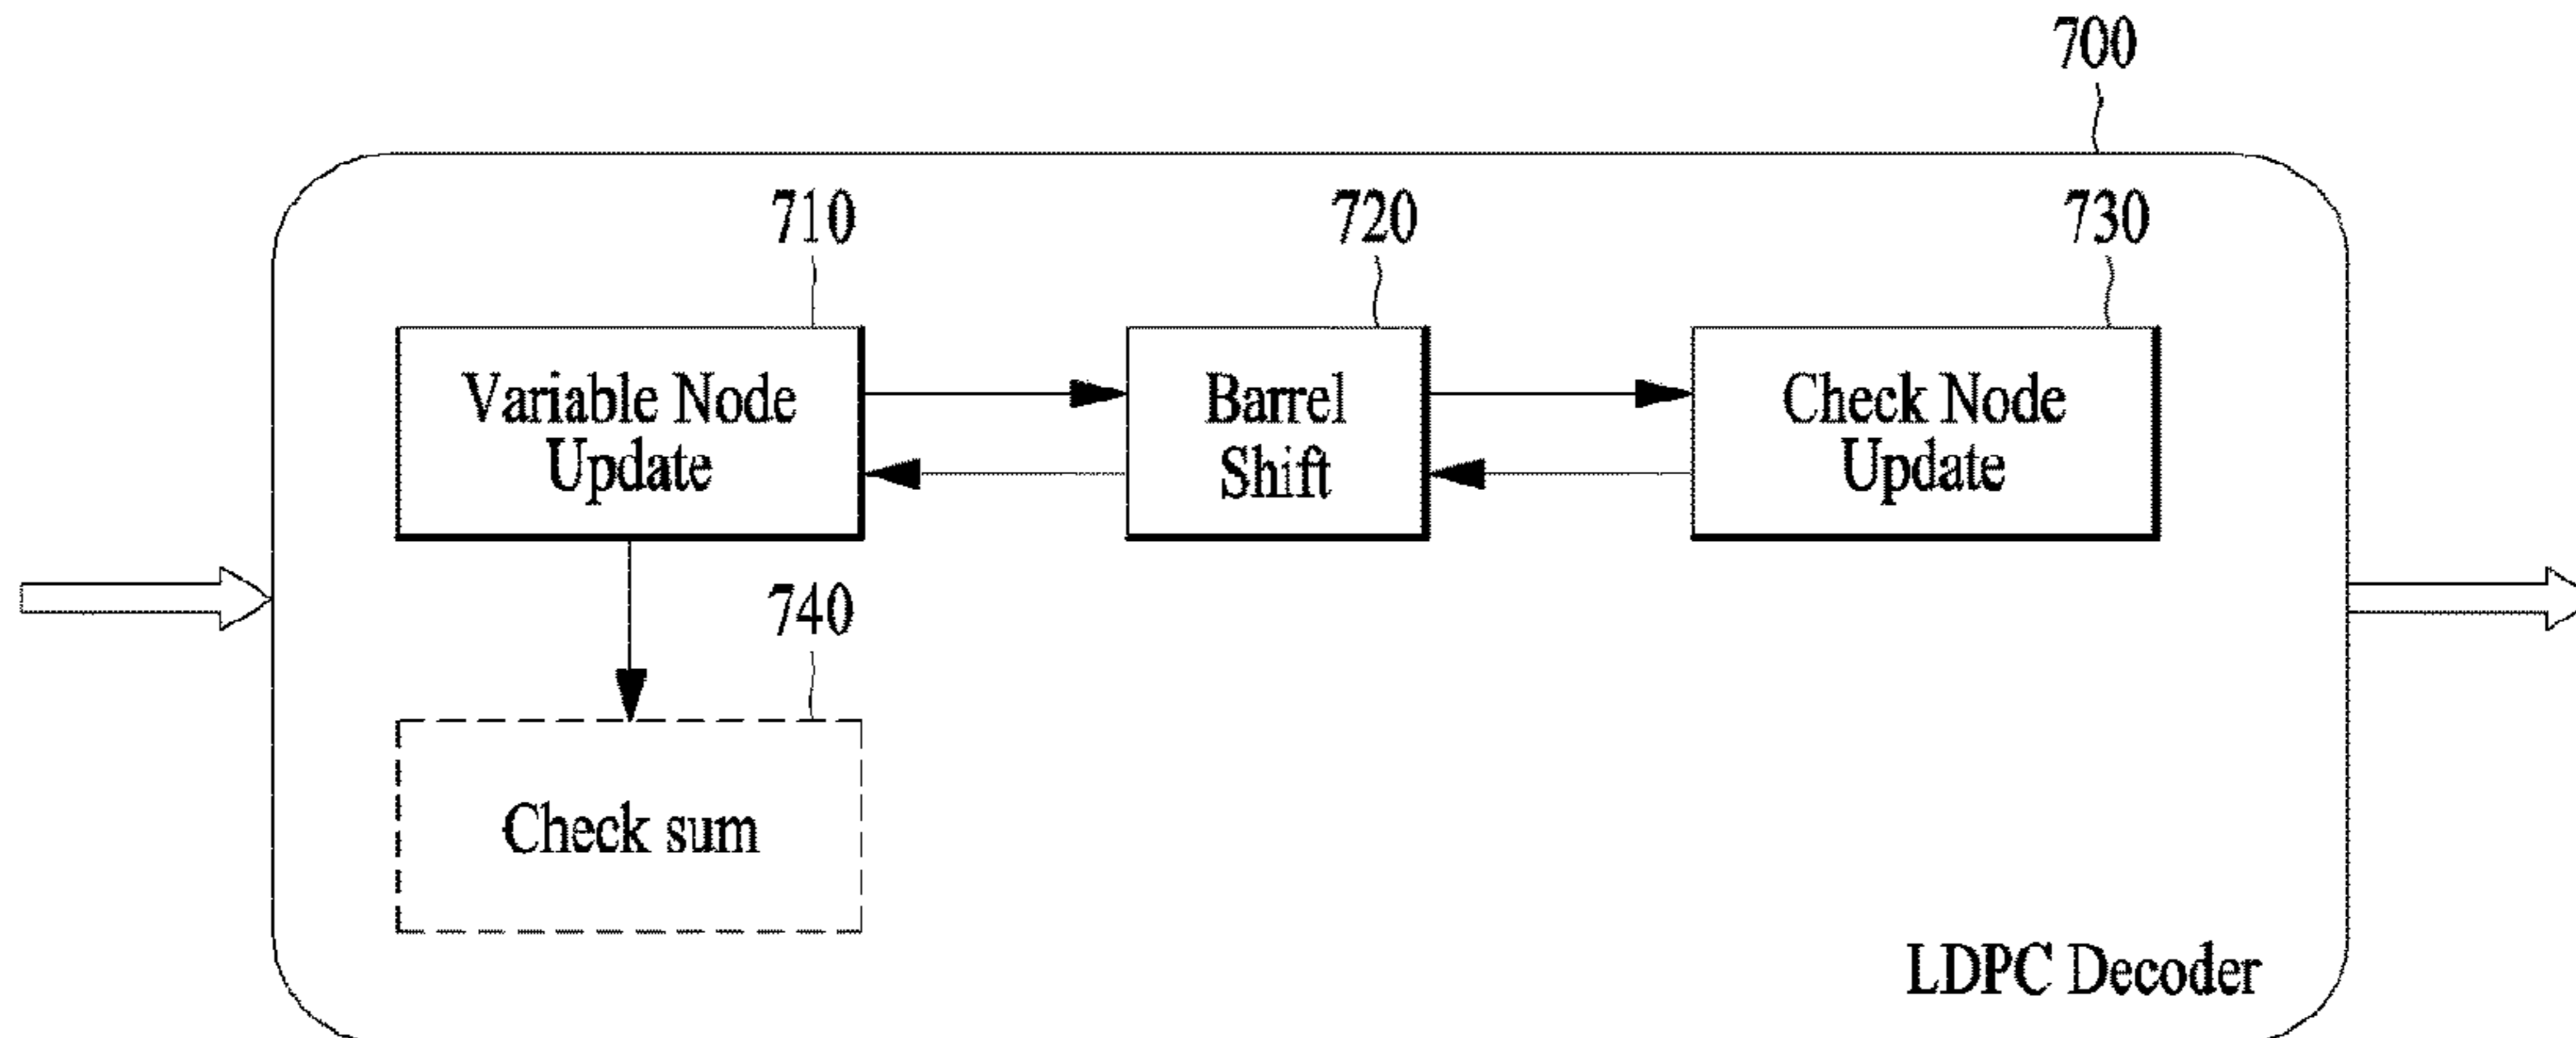 700
710
720
730
Variable Node
Update
Barrel
Shift
Check Node
Update
740
Check sum
LDPC Decoder